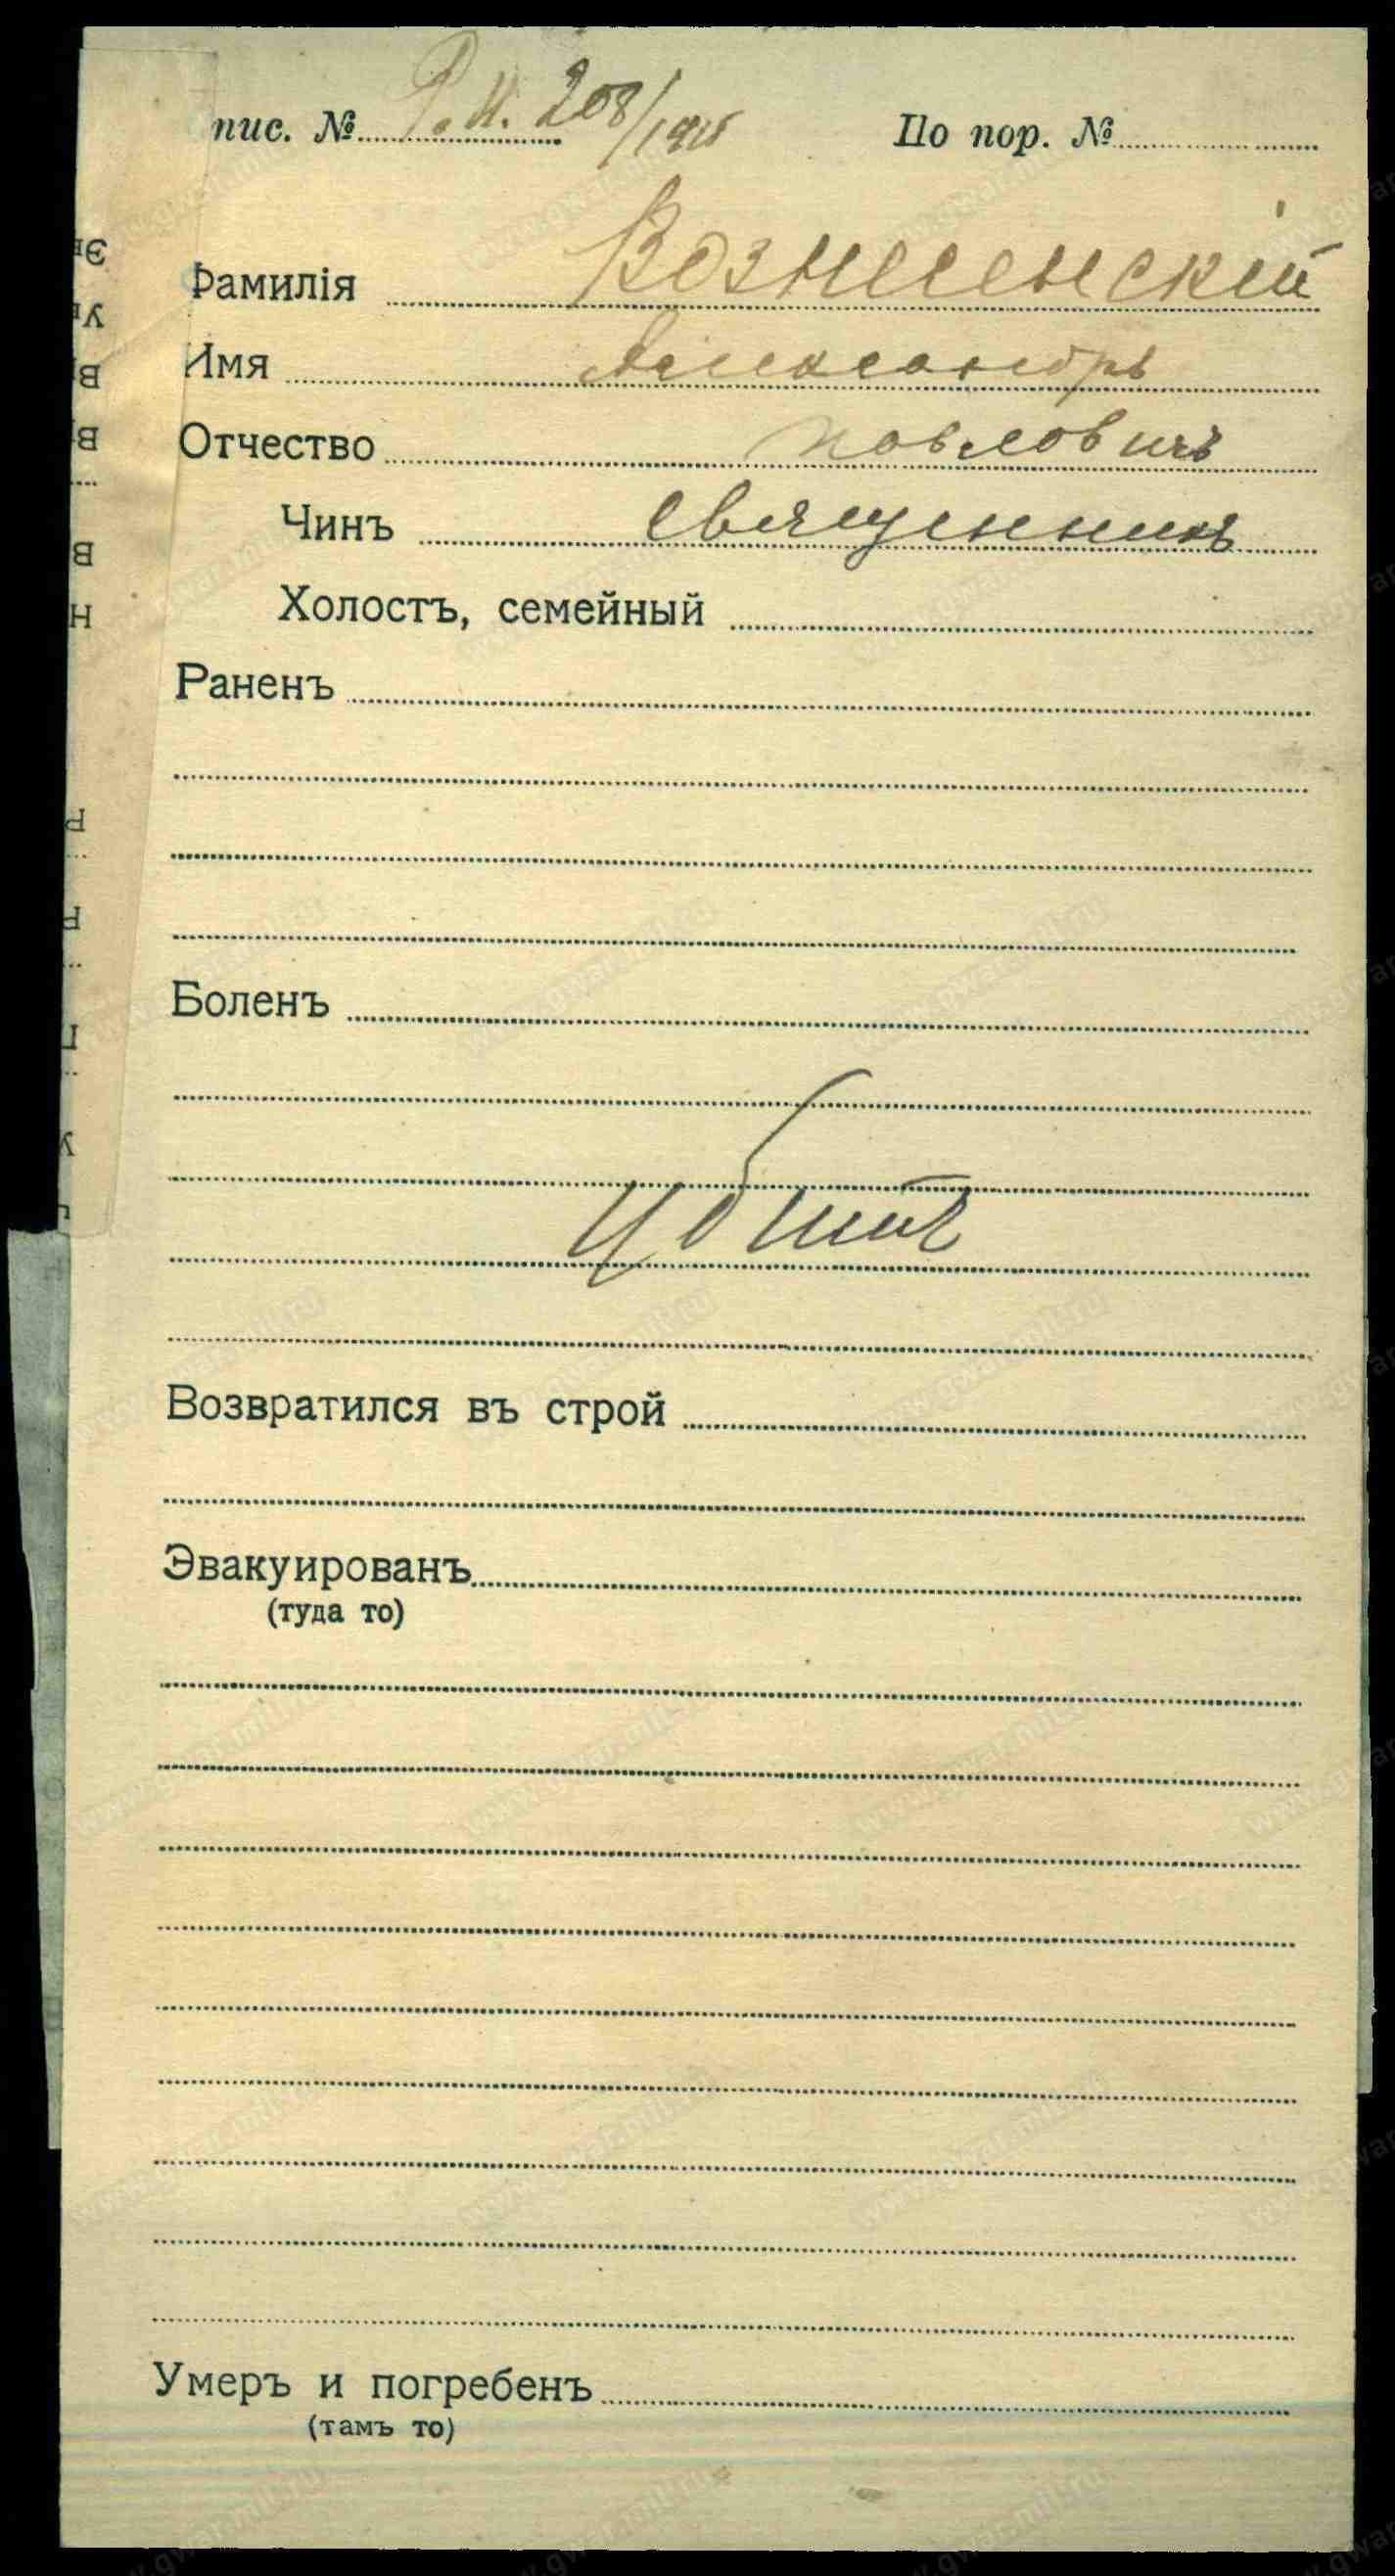 пис. № Р.И. 208/1915 По пор. №
Фамилія Вознесенскій
Имя Александръ
Отчество Павловичъ
Чинъ Священникъ
Холостъ, семейный
Раненъ
Боленъ
Убитъ
Возвратился въ строй
Эвакуированъ
(туда то)
Умеръ и погребенъ
(тамъ то)